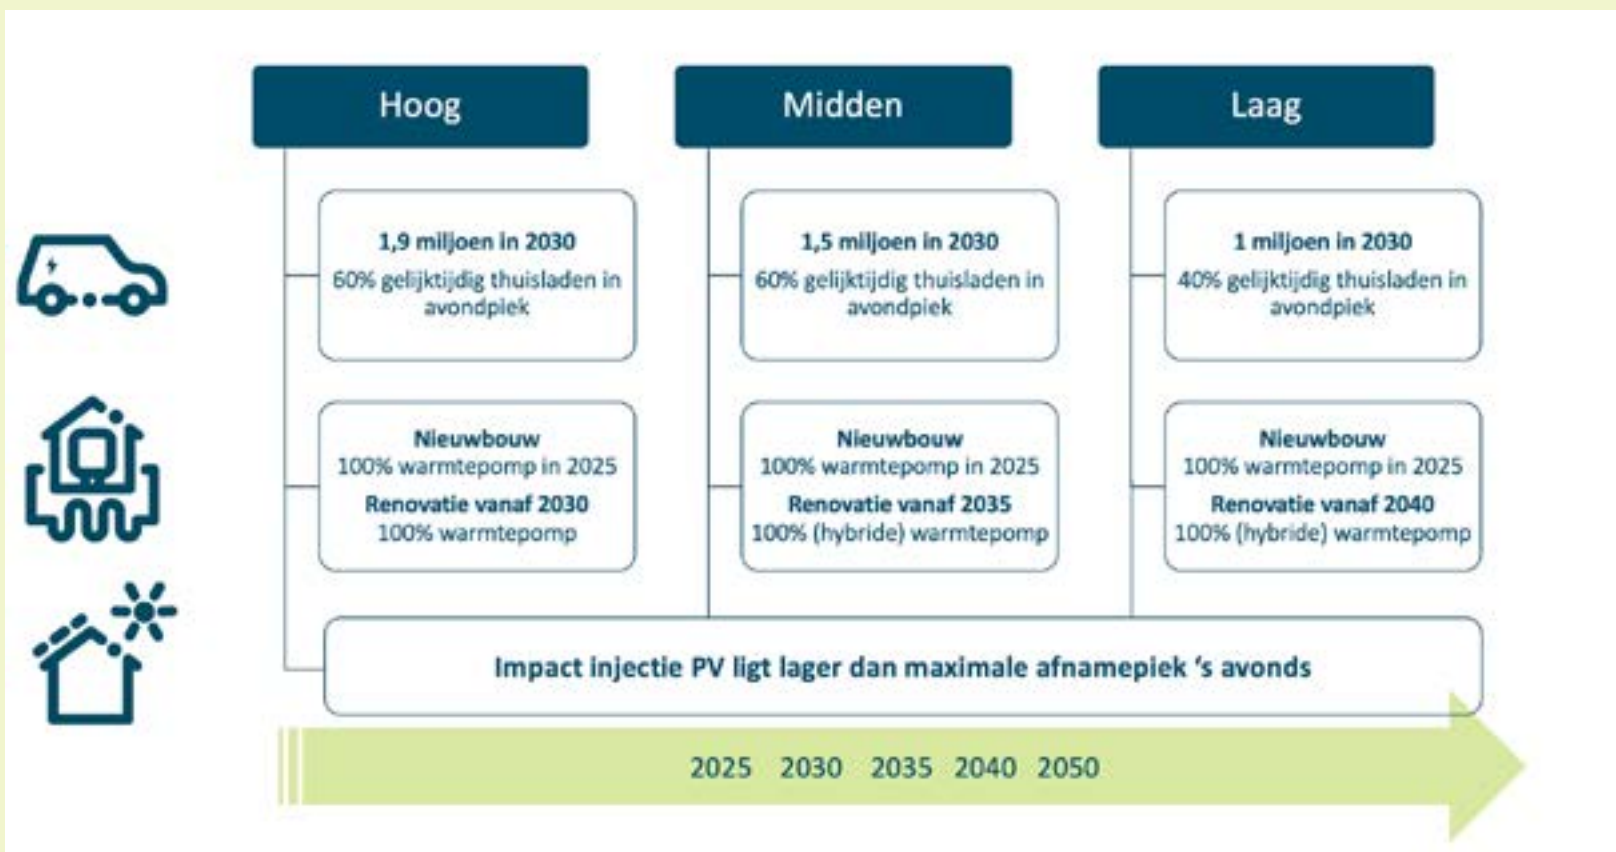 Hoog
1,9 miljoen in 2030
60% gelijktijdig thuisladen in
avondpiek
Nieuwbouw
100% warmtepomp in 2025
Renovatie vanaf 2030
100% warmtepomp
Midden
1,5 miljoen in 2030
60% gelijktijdig thuisladen in
avondpiek
Nieuwbouw
100% warmtepomp in 2025
Renovatie vanaf 2035
100% (hybride) warmtepomp
Laag
1 miljoen in 2030
40% gelijktijdig thuisladen in
avondpiek
Nieuwbouw
100% warmtepomp in 2025
Renovatie vanaf 2040
100% (hybride) warmtepomp
Impact injectie PV ligt lager dan maximale afnamepiek ‘s avonds
2025 2030 2035 2040 2050